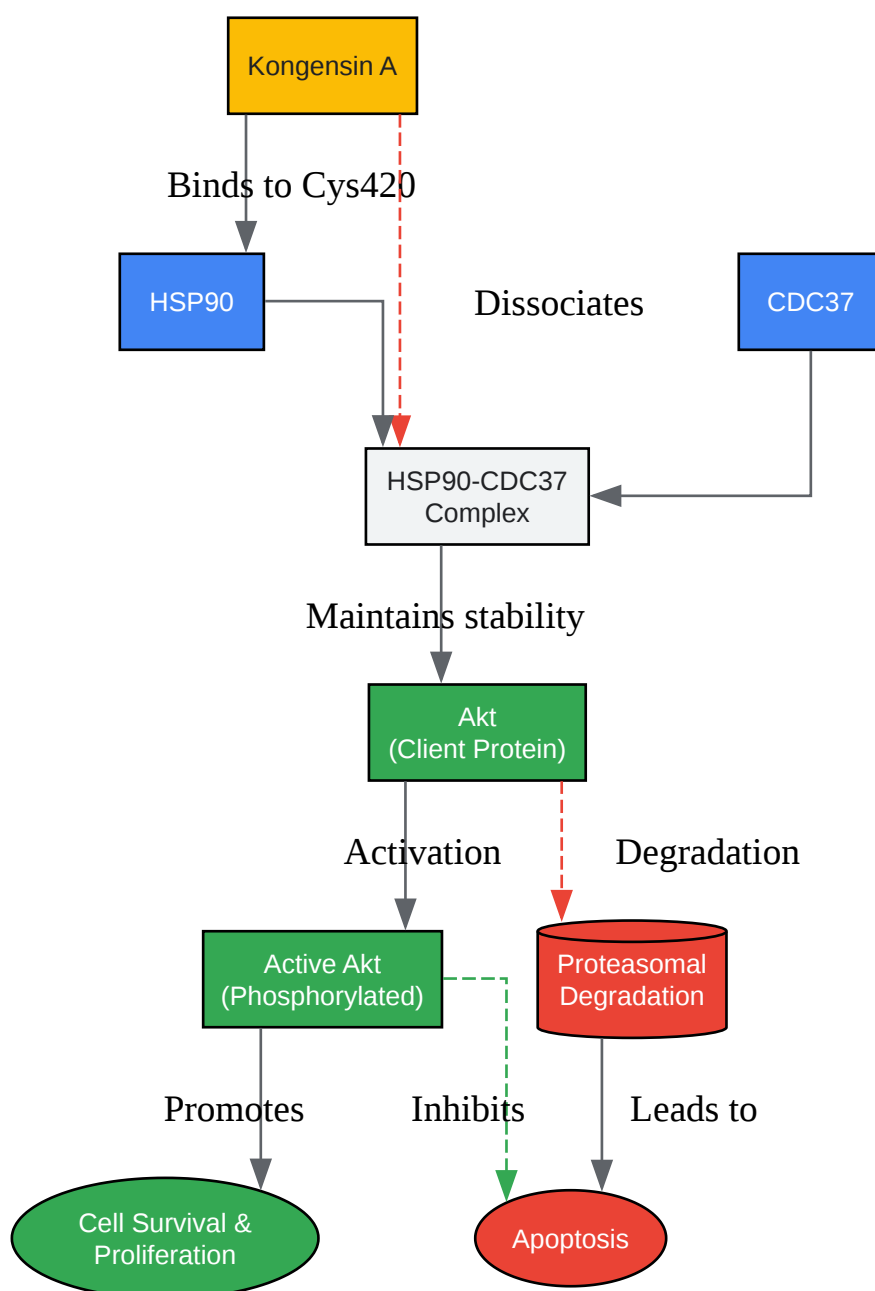 Kongensin A
Binds to Cys420
HSP90
Dissociates
CDC37
HSP90-CDC37
Complex
Maintains stability
Akt
(Client Protein)
Activation
Degradation
Active Akt
(Phosphorylated)
Proteasomal
Degradation
Promotes
Inhibits
Leads to
Cell Survival &
Proliferation
Apoptosis